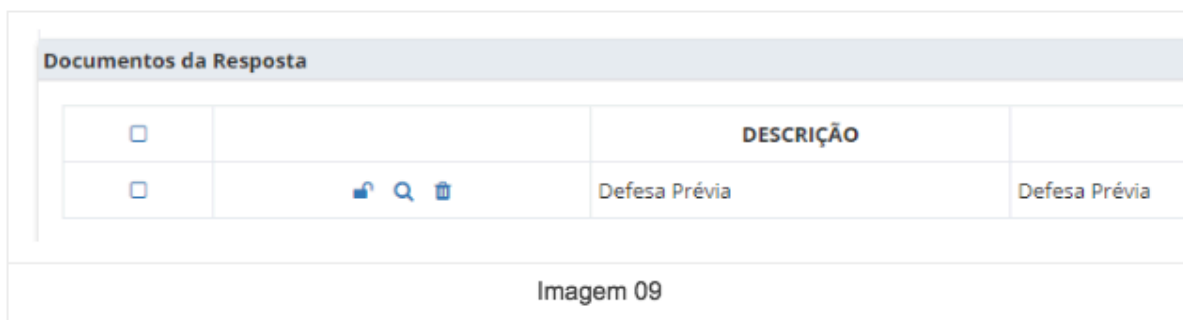 Documentos da Resposta
DESCRIÇÃO
Defesa Prévia Defesa Prévia
Imagem 09